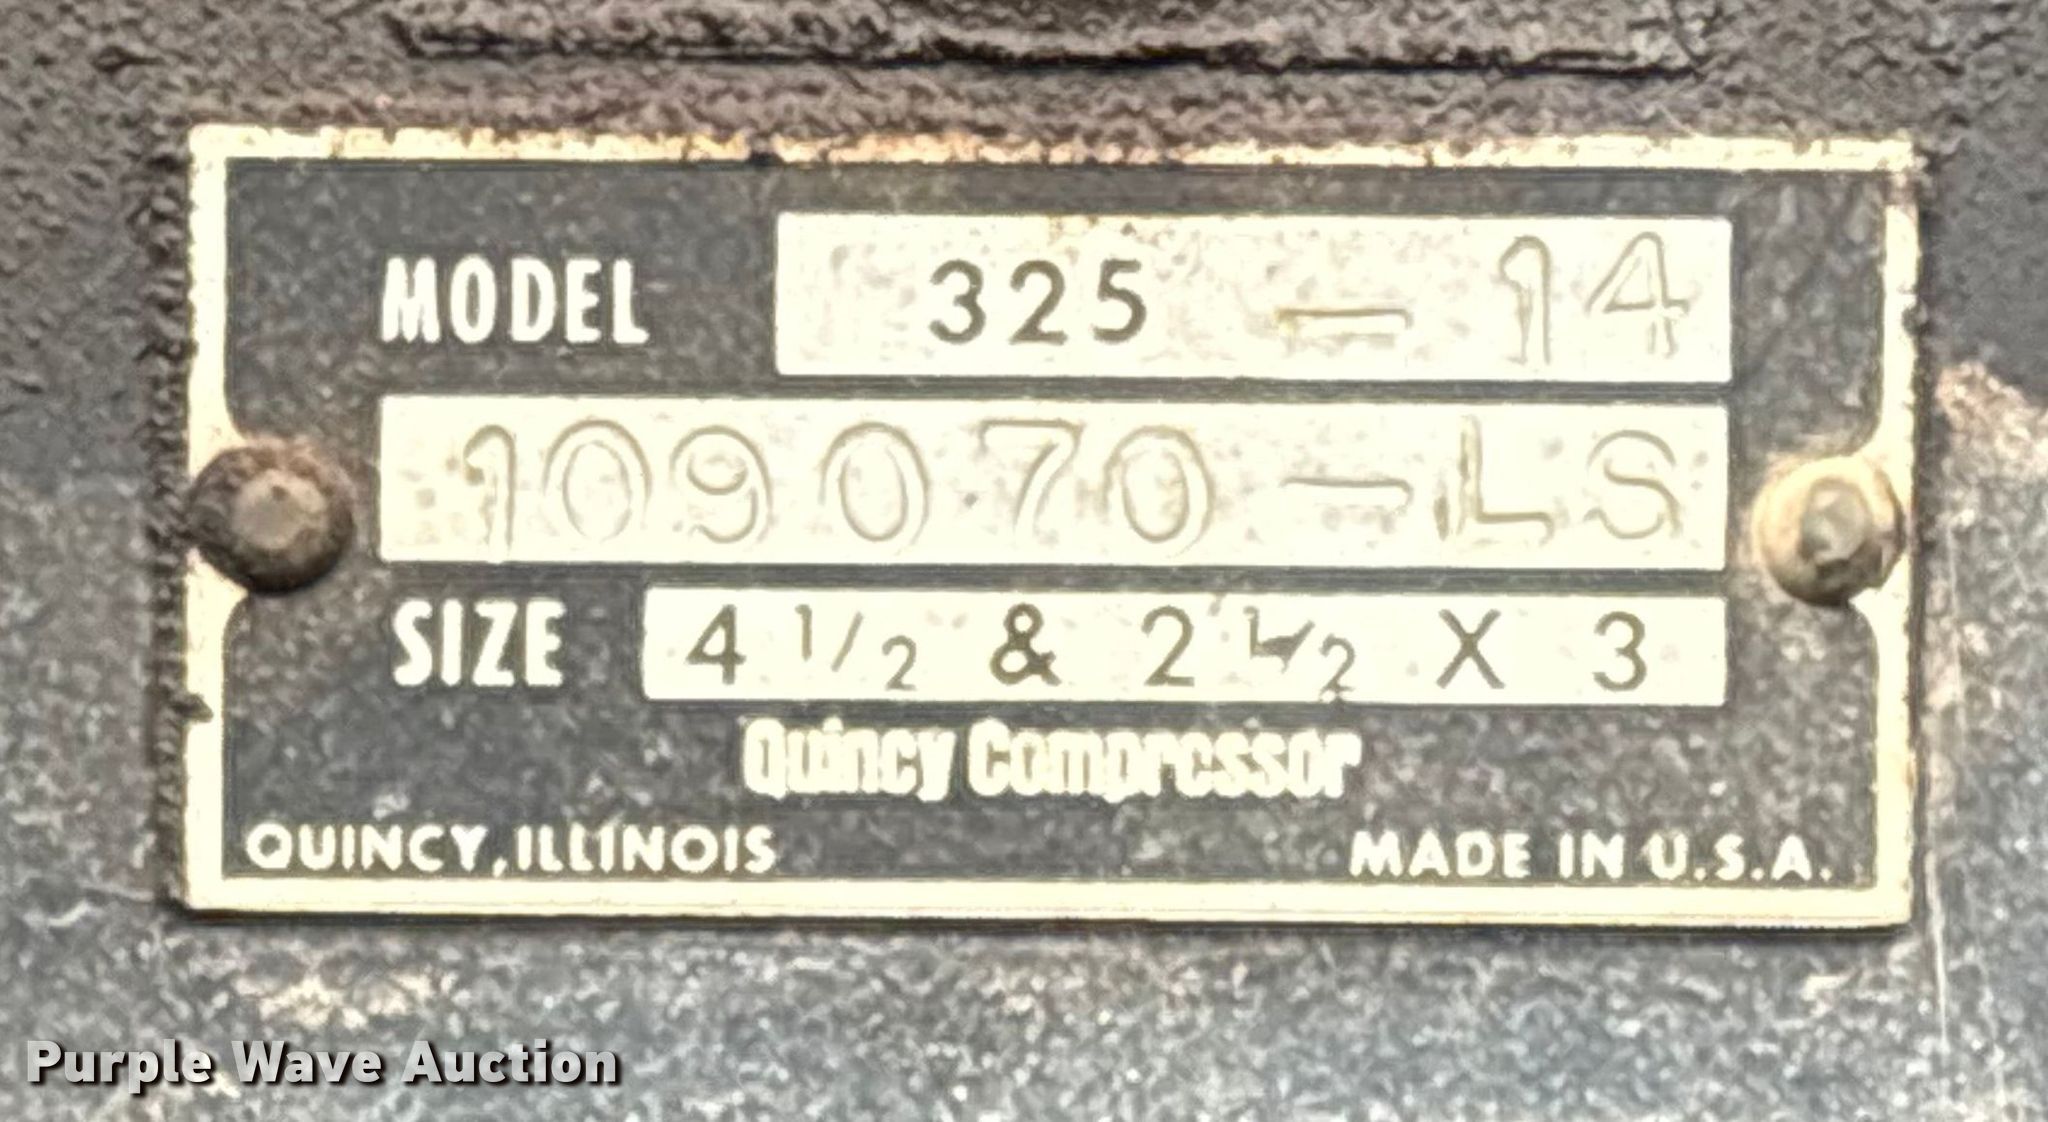 MODEL 325 - 14
109070-LS
SIZE 4 1/2 & 2 1/2 X 3
Quincy Compressor
QUINCY, ILLINOIS MADE IN U.S.A.
Purple Wave Auction